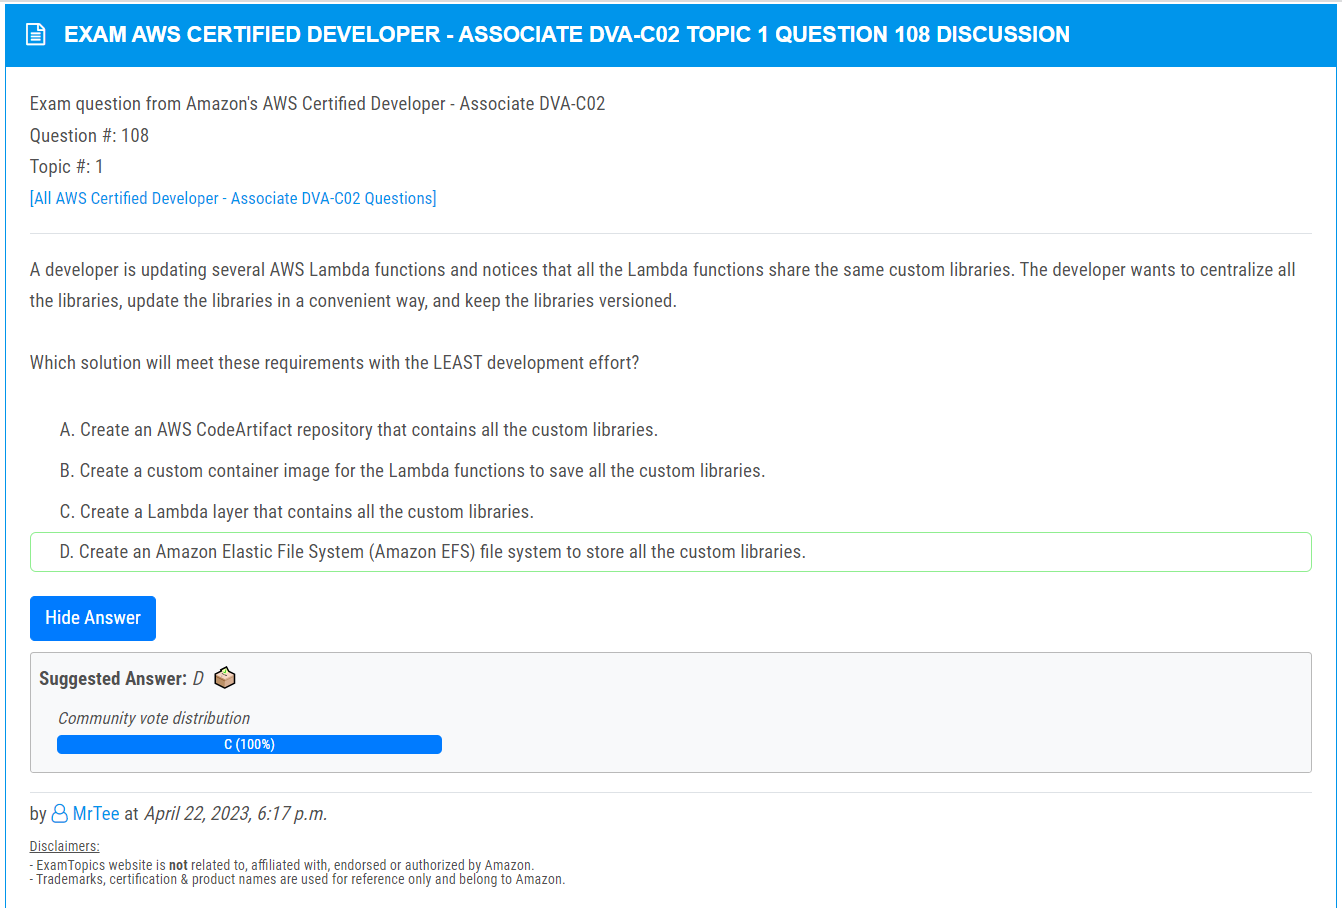 EXAM AWS CERTIFIED DEVELOPER - ASSOCIATE DVA-C02 TOPIC 1 QUESTION 108 DISCUSSION
Exam question from Amazon's AWS Certified Developer - Associate DVA-C02
Question #: 108
Topic #: 1
[All AWS Certified Developer - Associate DVA-C02 Questions]
A developer is updating several AWS Lambda functions and notices that all the Lambda functions share the same custom libraries. The developer wants to centralize all
the libraries, update the libraries in a convenient way, and keep the libraries versioned.
Which solution will meet these requirements with the LEAST development effort?
A. Create an AWS CodeArtifact repository that contains all the custom libraries.
B. Create a custom container image for the Lambda functions to save all the custom libraries.
C. Create a Lambda layer that contains all the custom libraries.
D. Create an Amazon Elastic File System (Amazon EFS) file system to store all the custom libraries.
Hide Answer
Suggested Answer: D
Community vote distribution
C (100%)
by MrTee at April 22, 2023, 6:17 p.m.
Disclaimers:
- ExamTopics website is not related to, affiliated with, endorsed or authorized by Amazon.
- Trademarks, certification & product names are used for reference only and belong to Amazon.